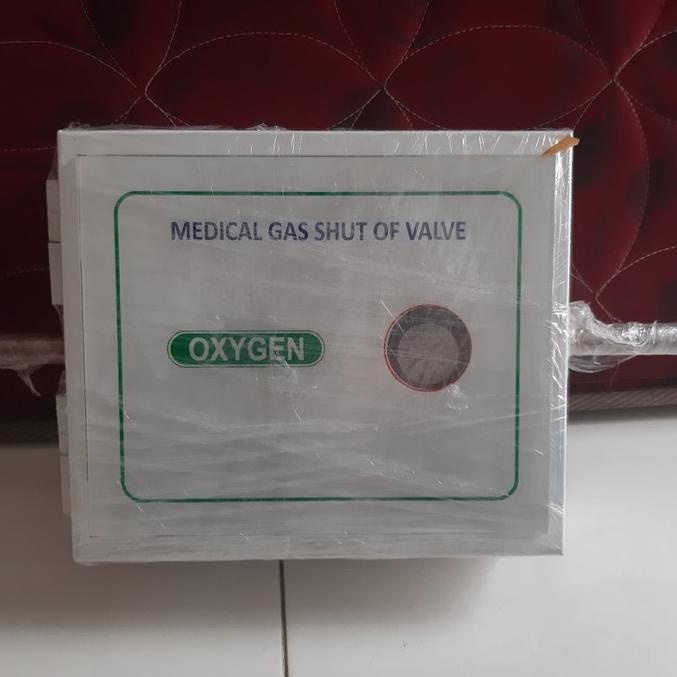 MEDICAL GAS SHUT OF VALVE
OXYGEN